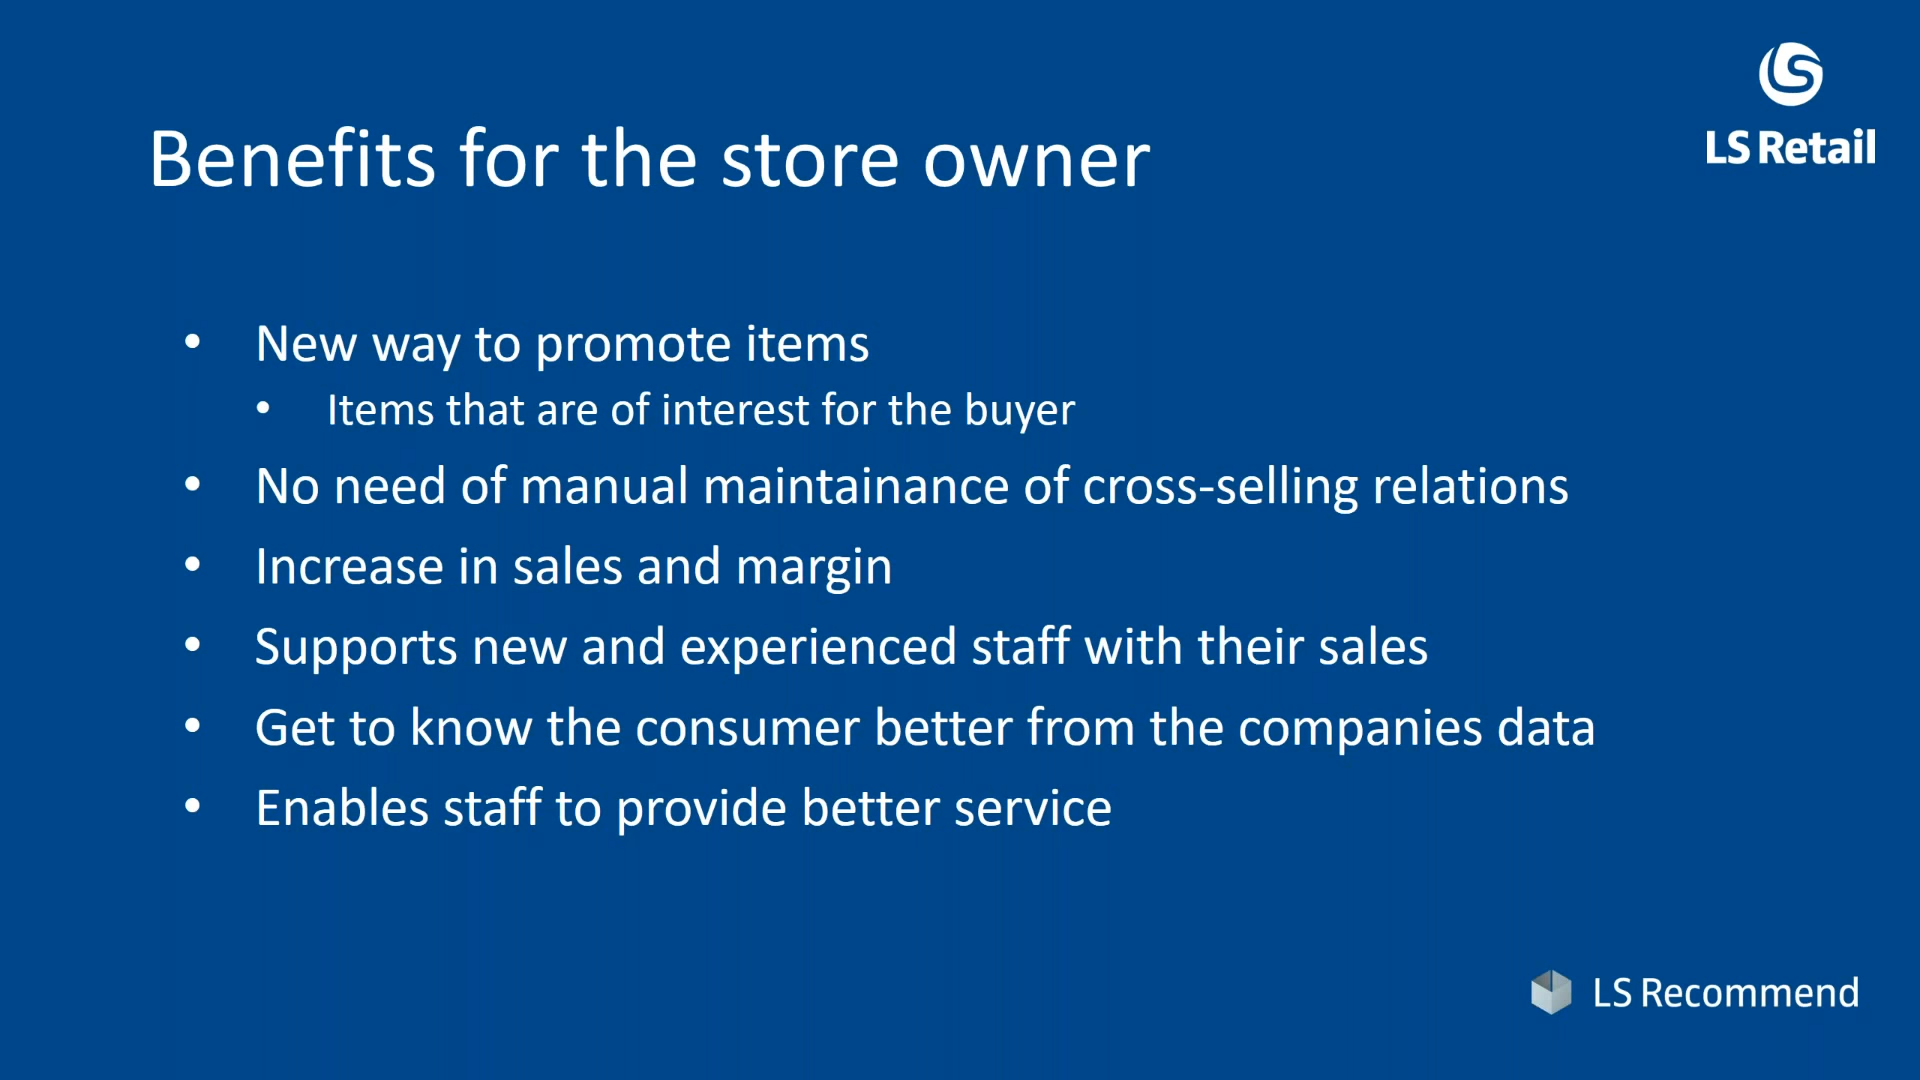 LS Retail
Benefits for the store owner
• New way to promote items
• Items that are of interest for the buyer
• No need of manual maintainance of cross-selling relations
• Increase in sales and margin
• Supports new and experienced staff with their sales
• Get to know the consumer better from the companies data
• Enables staff to provide better service
LS Recommend